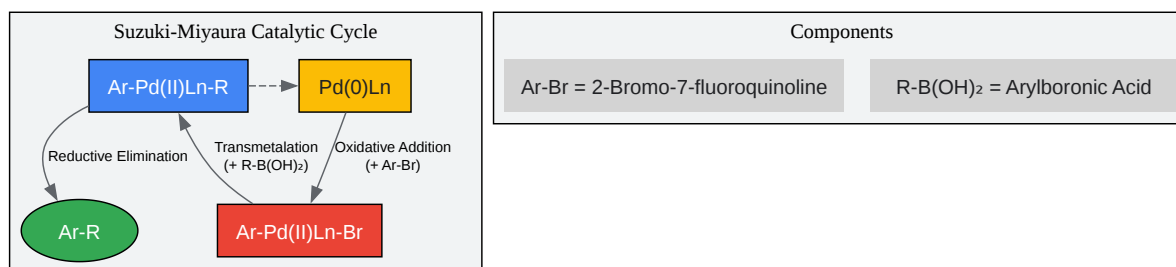 Suzuki-Miyaura Catalytic Cycle
Ar-Pd(II)Ln-R
Pd(0)Ln
Reductive Elimination
Transmetalation
(+ R-B(OH)₂)
Oxidative Addition
(+ Ar-Br)
Ar-R
Ar-Pd(II)Ln-Br
Components
Ar-Br = 2-Bromo-7-fluoroquinoline
R-B(OH)₂ = Arylboronic Acid